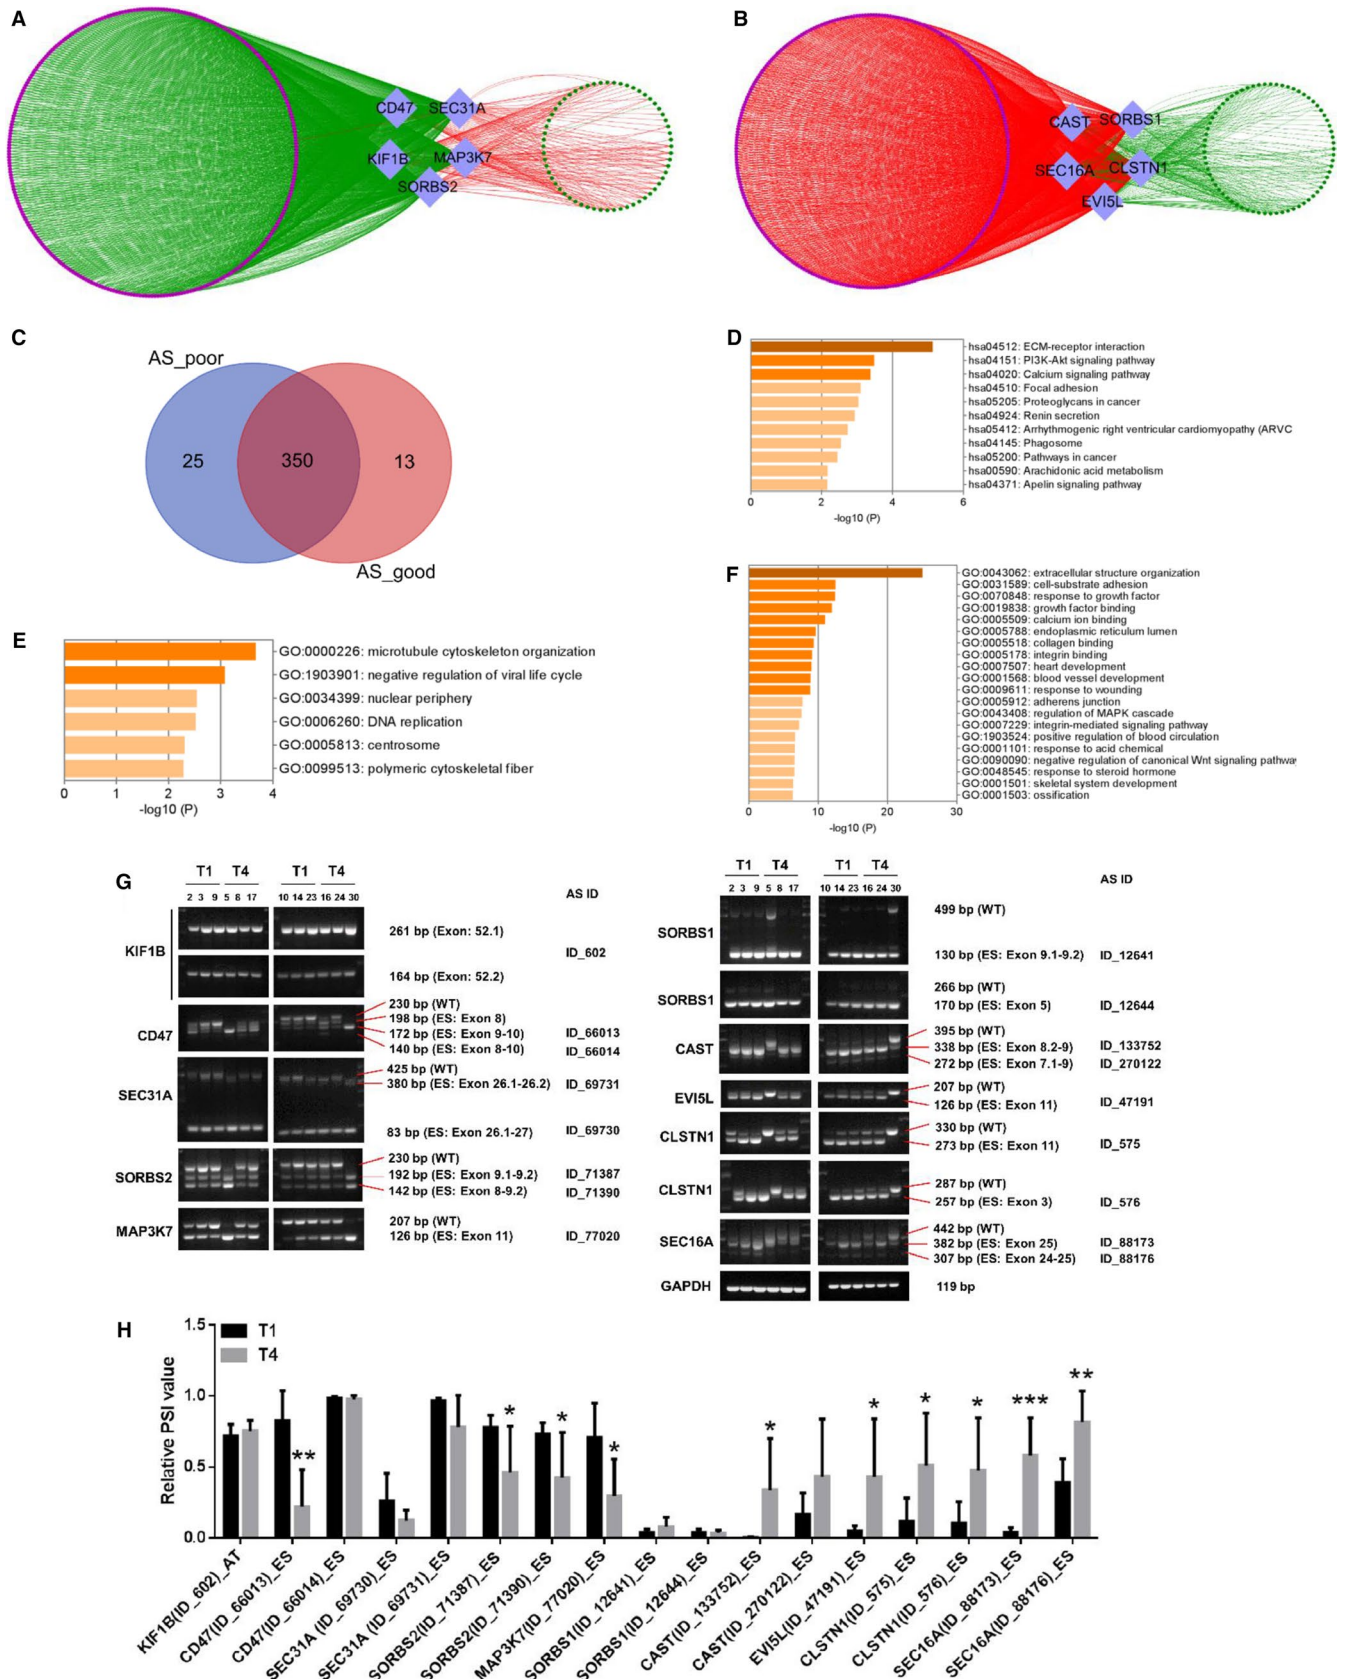 A
CD47
SEC31A
KIF1B
MAP3K7
SORBS2
B
CAST
SORBS1
SEC16A
CLSTN1
EVI5L
C
AS_poor
25
350
13
AS_good
D
hsa04512: ECM-receptor interaction
hsa04151: PI3K-Akt signaling pathway
hsa04020: Calcium signaling pathway
hsa04510: Focal adhesion
hsa05205: Proteoglycans in cancer
hsa04924: Renin secretion
hsa05412: Arrhythmogenic right ventricular cardiomyopathy (ARVC
hsa04145: Phagosome
hsa05200: Pathways in cancer
hsa00590: Arachidonic acid metabolism
hsa04371: Apelin signaling pathway
0 2 4 6
-log10 (P)
E
GO:0000226: microtubule cytoskeleton organization
GO:1903901: negative regulation of viral life cycle
GO:0034399: nuclear periphery
GO:0006260: DNA replication
GO:0005813: centrosome
GO:0099513: polymeric cytoskeletal fiber
0 1 2 3 4
-log10 (P)
F
GO:0043062: extracellular structure organization
GO:0031589: cell-substrate adhesion
GO:0070848: response to growth factor
GO:0019838: growth factor binding
GO:0005509: calcium ion binding
GO:0005788: endoplasmic reticulum lumen
GO:0005518: collagen binding
GO:0005178: integrin binding
GO:0007507: heart development
GO:0001568: blood vessel development
GO:0009611: response to wounding
GO:0005912: adherens junction
GO:0043408: regulation of MAPK cascade
GO:0007229: integrin-mediated signaling pathway
GO:1903524: positive regulation of blood circulation
GO:0001101: response to acid chemical
GO:0090090: negative regulation of canonical Wnt signaling pathway
GO:0048545: response to steroid hormone
GO:0001501: skeletal system development
GO:0001503: ossification
0 10 20 30
-log10 (P)
G
T1 T4 T1 T4
2 3 9 5 8 17 10 14 23 16 24 30
AS ID
KIF1B
261 bp (Exon: 52.1)
ID_602
164 bp (Exon: 52.2)
CD47
230 bp (WT)
198 bp (ES: Exon 8)
172 bp (ES: Exon 9-10) ID_66013
140 bp (ES: Exon 8-10) ID_66014
SEC31A
425 bp (WT)
380 bp (ES: Exon 26.1-26.2) ID_69731
83 bp (ES: Exon 26.1-27) ID_69730
SORBS2
230 bp (WT)
192 bp (ES: Exon 9.1-9.2) ID_71387
142 bp (ES: Exon 8-9.2) ID_71390
MAP3K7
207 bp (WT)
126 bp (ES: Exon 11) ID_77020
T1 T4 T1 T4
2 3 9 5 8 17 10 14 23 16 24 30
AS ID
SORBS1
499 bp (WT)
130 bp (ES: Exon 9.1-9.2) ID_12641
SORBS1
266 bp (WT)
170 bp (ES: Exon 5) ID_12644
CAST
395 bp (WT)
338 bp (ES: Exon 8.2-9) ID_133752
272 bp (ES: Exon 7.1-9) ID_270122
EVI5L
207 bp (WT)
126 bp (ES: Exon 11) ID_47191
CLSTN1
330 bp (WT)
273 bp (ES: Exon 11) ID_575
CLSTN1
287 bp (WT)
257 bp (ES: Exon 3) ID_576
SEC16A
442 bp (WT)
382 bp (ES: Exon 25) ID_88173
307 bp (ES: Exon 24-25) ID_88176
GAPDH
119 bp
H
T1
T4
Relative PSI value
1.5
1.0
0.5
0.0
** * * * * * * * *** **
KIF1B(ID_602)_AT
CD47(ID_66013)_ES
CD47(ID_66014)_ES
SEC31A (ID_69730)_ES
SEC31A (ID_69731)_ES
SORBS2(ID_71387)_ES
SORBS2(ID_71390)_ES
MAP3K7(ID_77020)_ES
SORBS1(ID_12641)_ES
SORBS1(ID_12644)_ES
CAST(ID_133752)_ES
CAST(ID_270122)_ES
EVI5L(ID_47191)_ES
CLSTN1(ID_575)_ES
CLSTN1(ID_576)_ES
SEC16A(ID_88173)_ES
SEC16A(ID_88176)_ES